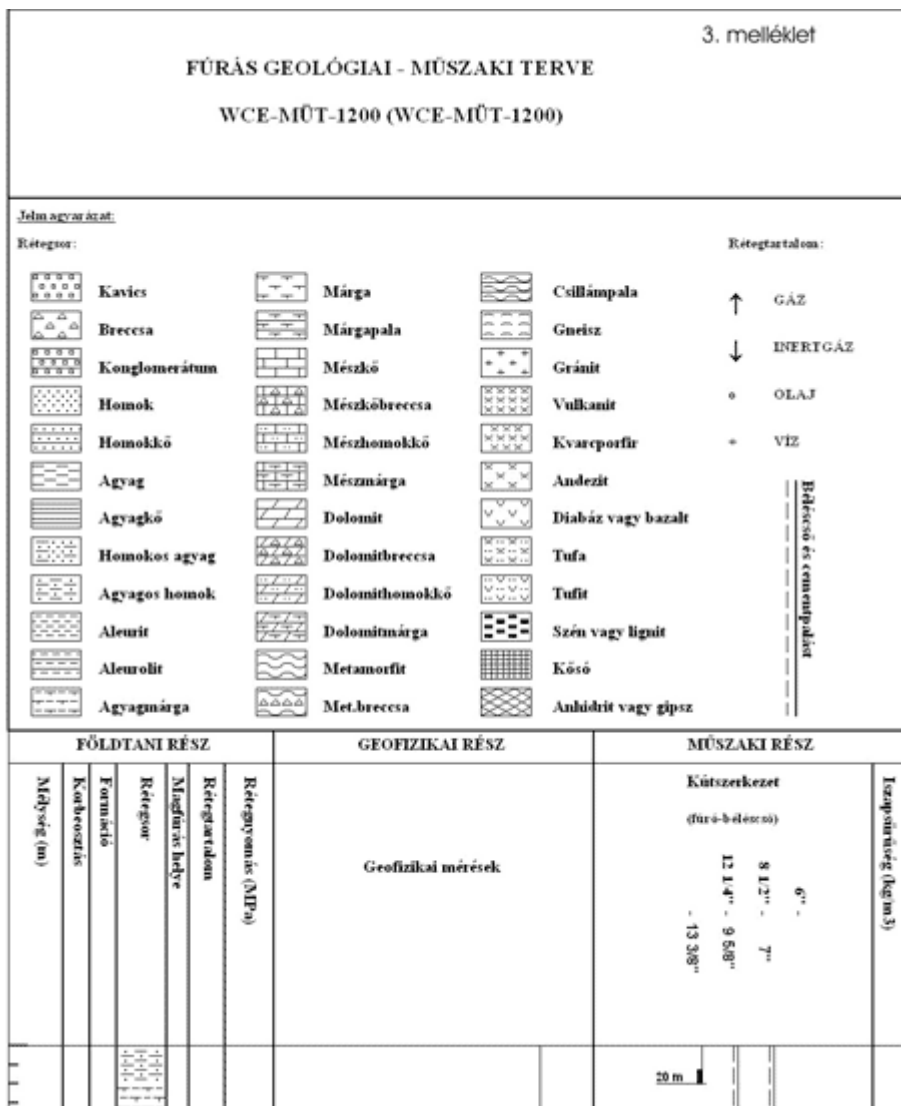 3. melléklet
FÚRÁS GEOLÓGIAI - MŰSZAKI TERVE
WCE-MÜT-1200 (WCE-MÜT-1200)
Jelmagyarázat:
Rétegsor:
Rétegtartalom:
Kavics
Breccsa
Konglomerátum
Homok
Homokkő
Agyag
Agyagkő
Homokos agyag
Agyagos homok
Aleurit
Aleurolit
Agyagmárga
Márga
Márgapala
Mészkő
Mészkőbreccsa
Mészhomokkő
Mészmárga
Dolomit
Dolomitbreccsa
Dolomithomokkő
Dolomitmárga
Metamorfit
Met.breccsa
Csillámpala
Gneisz
Gránit
Vulkanit
Kvarcporfir
Andezit
Diabáz vagy bazalt
Tufa
Tufit
Szén vagy lignit
Kősó
Anhidrit vagy gipsz
GÁZ
INERTGÁZ
OLAJ
VÍZ
Béléscső és cementpalást
FÖLDTANI RÉSZ
GEOFIZIKAI RÉSZ
MŰSZAKI RÉSZ
Mélység (m)
Korbeosztás
Formáció
Rétegsor
Magfúrás helye
Rétegtartalom
Rétegnyomás (MPa)
Geofizikai mérések
Kútszerkezet
(fúró-béléscső)
6" -
8 1/2" - 7"
12 1/4" - 9 5/8"
- 13 3/8"
Iszapsűrűség (kg/m3)
20 m